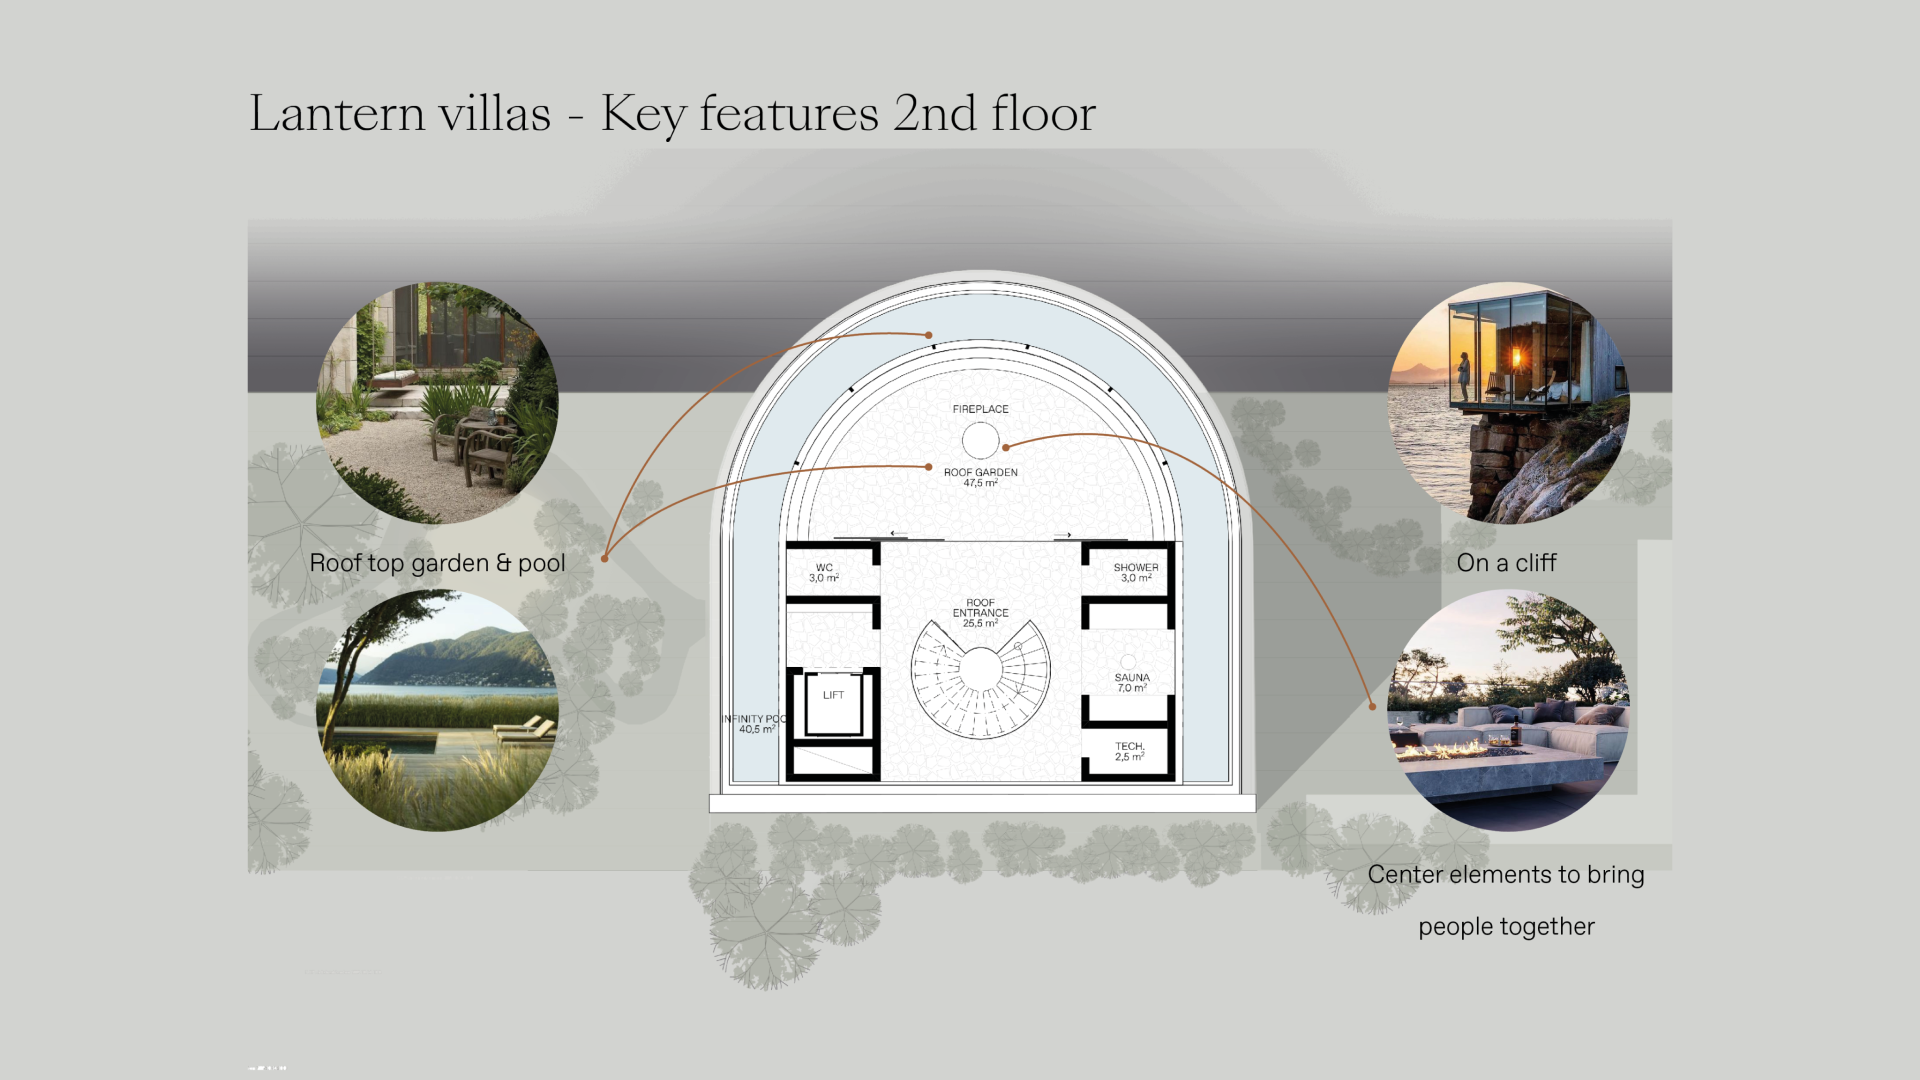 Lantern villas - Key features 2nd floor
FIREPLACE
ROOF GARDEN
47,5 m²
Roof top garden & pool
On a cliff
WC
3,0 m²
SHOWER
3,0 m²
ROOF
ENTRANCE
25,5 m²
SAUNA
7,0 m²
LIFT
INFINITY POO
40,5 m²
TECH.
2,5 m²
Center elements to bring
people together